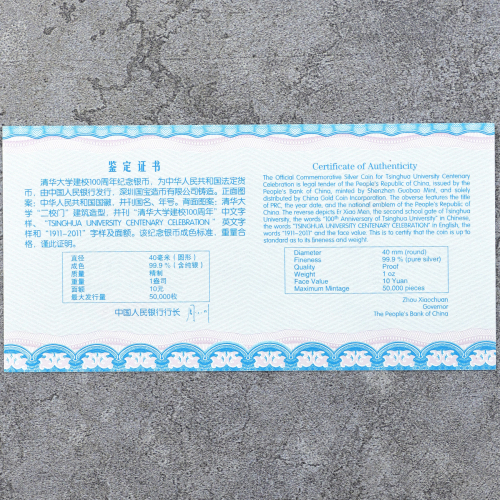 鉴定证书
清华大学建校100周年纪念银币，为中华人民共和国法定货
币，由中国人民银行发行，深圳国宝造币有限公司铸造。正面图
案：中华人民共和国国徽，并刊国名、年号。背面图案：清华大
学“二校门”建筑造型，并刊“清华大学建校100周年”中文字
样、“TSINGHUA UNIVERSITY CENTENARY CELEBRATION”英文字
样和“1911-2011”字样及面额。该纪念银币成色标准，重量合
格，谨此证明。
直径 40毫米（圆形）
成色 99.9％（含纯银）
质量 精制
重量 1盎司
面额 10元
最大发行量 50,000枚
中国人民银行行长
Certificate of Authenticity
The Official Commemorative Silver Coin for Tsinghua University Centenary
Celebration is legal tender of the People's Republic of China, issued by the
People's Bank of China, minted by Shenzhen Guobao Mint, and solely
distributed by China Gold Coin Incorporation. The obverse features the title
of PRC, the year date, and the national emblem of the People's Republic of
China. The reverse depicts Er Xiao Men, the second school gate of Tsinghua
University, the words "100th Anniversary of Tsinghua University" in Chinese,
the words "TSINGHUA UNIVERSITY CENTENARY CELEBRATION" in English, the
words "1911-2011" and the face value. This is to certify that the coin is up to
standard as to its fineness and weight.
Diameter 40 mm (round)
Fineness 99.9 % (pure silver)
Quality Proof
Weight 1 oz
Face Value 10 Yuan
Maximum Mintage 50,000 pieces
Zhou Xiaochuan
Governor
The People's Bank of China